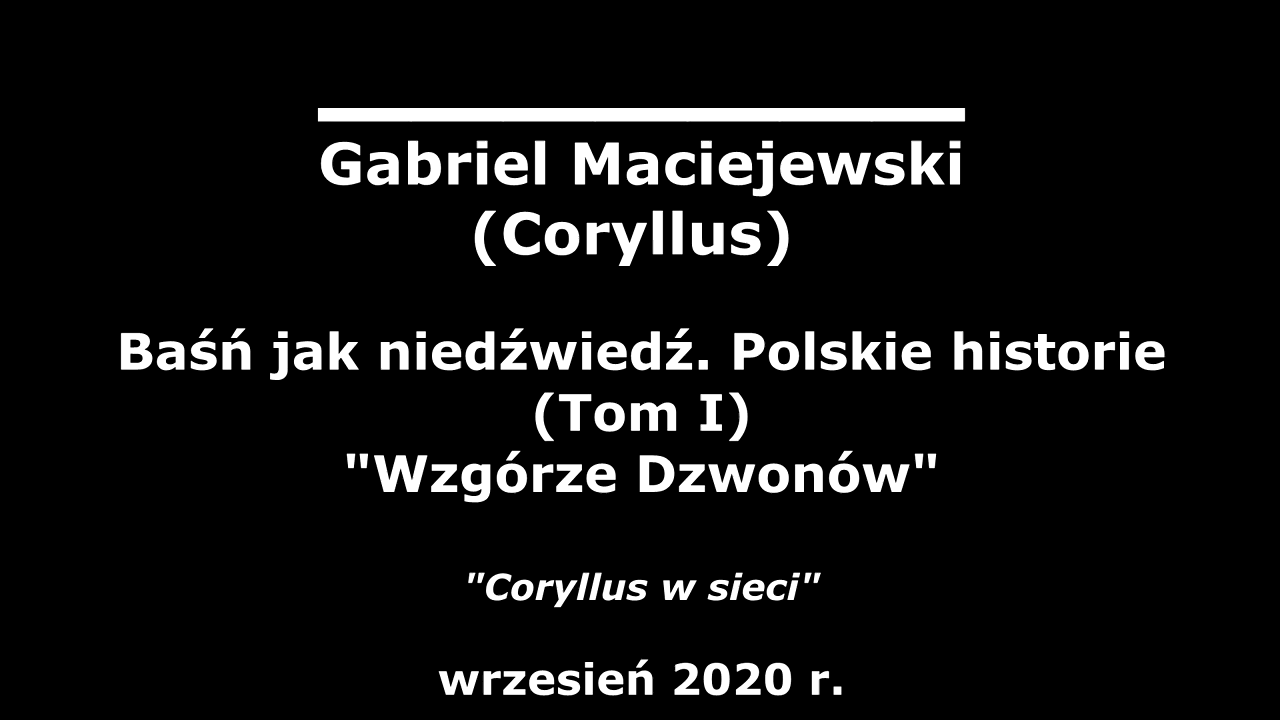 Gabriel Maciejewski
(Coryllus)
Baśń jak niedźwiedź. Polskie historie
(Tom I)
"Wzgórze Dzwonów"
"Coryllus w sieci"
wrzesień 2020 r.